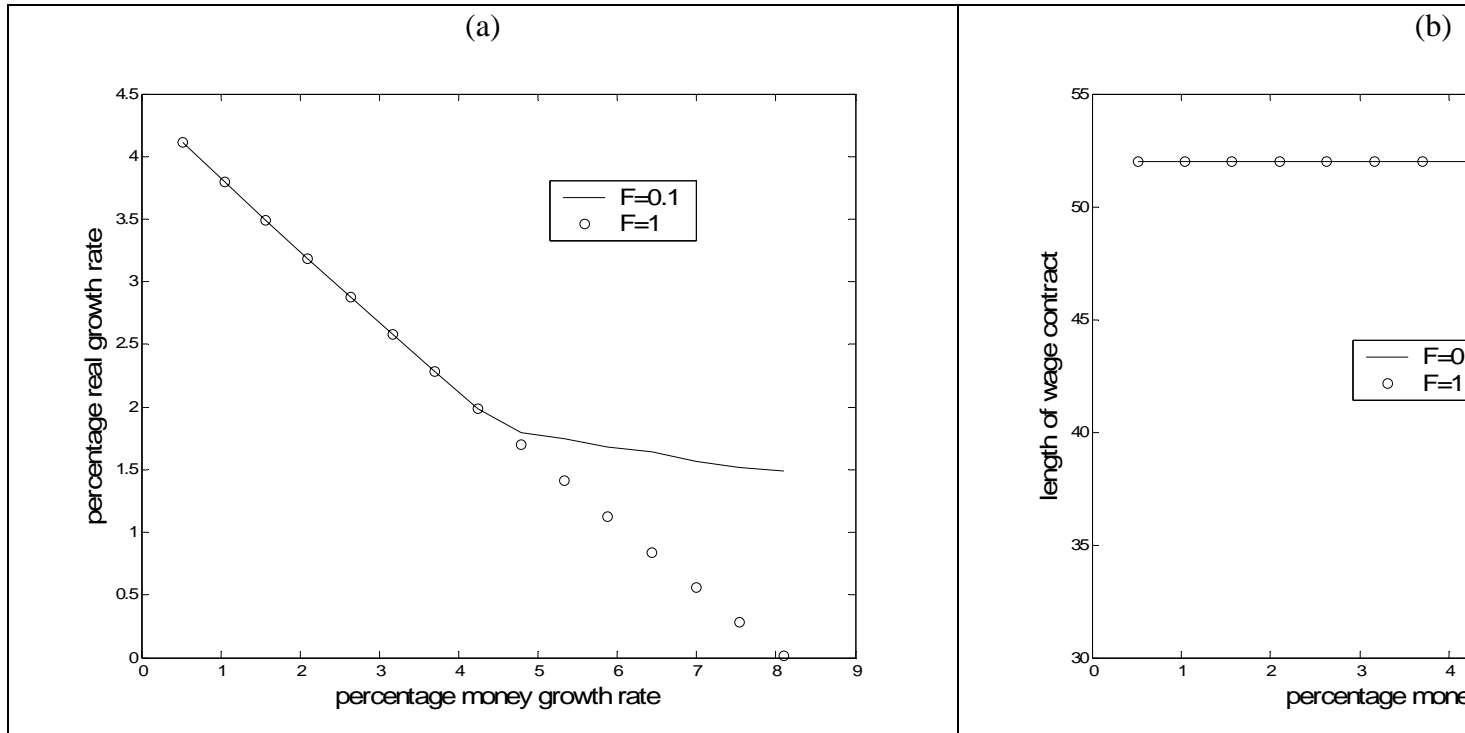 (a)
percentage real growth rate
4.5
4
3.5
3
2.5
2
1.5
1
0.5
0
F=0.1
F=1
0 1 2 3 4 5 6 7 8 9
percentage money growth rate
(b)
length of wage contract
55
50
45
40
35
30
F=0
F=1
0 1 2 3 4
percentage mone